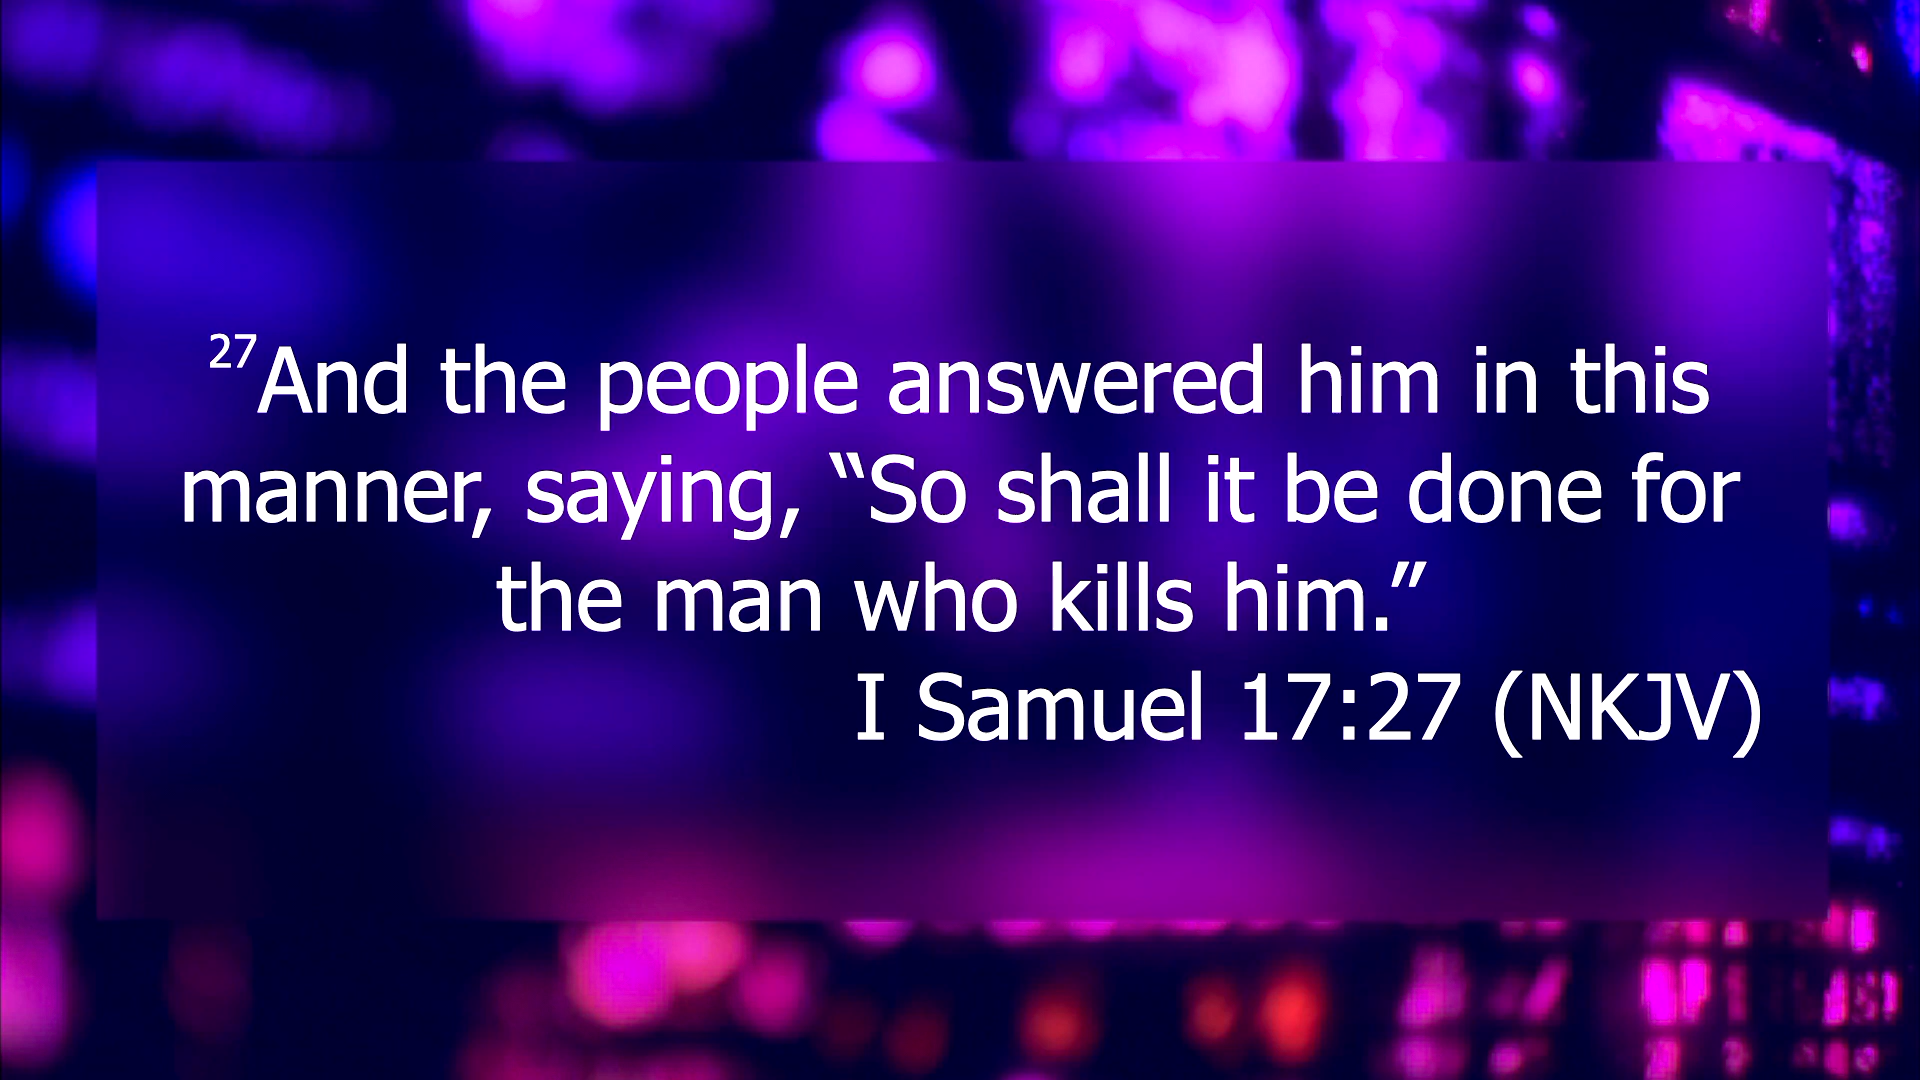 27And the people answered him in this
manner, saying, “So shall it be done for
the man who kills him.”
I Samuel 17:27 (NKJV)